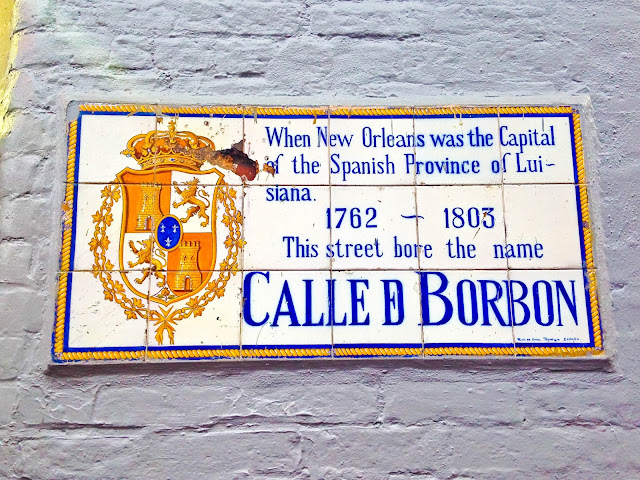 When New Orleans was the Capital
of the Spanish Province of Lui-
siana.
1762 ~ 1803
This street bore the name
CALLE D BORBON